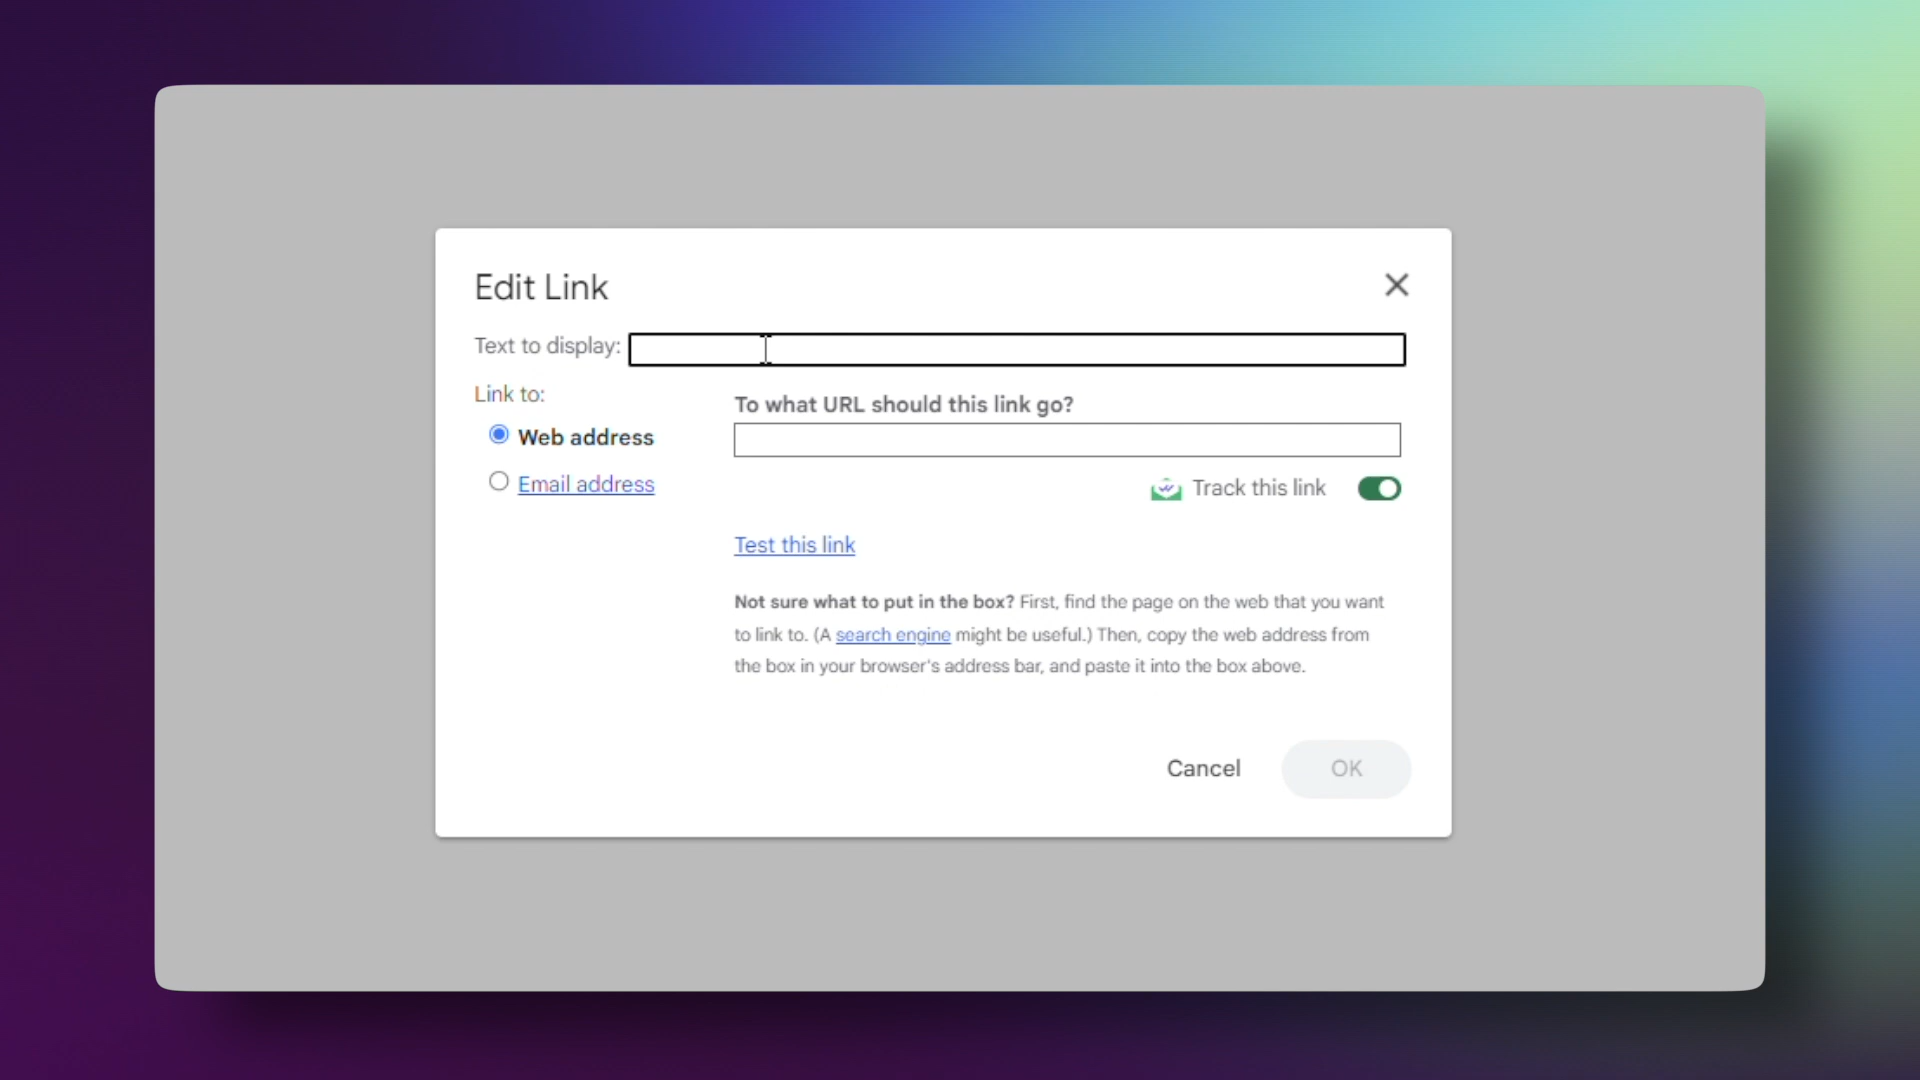 Edit Link
Text to display:
Link to:
To what URL should this link go?
Web address
Email address
Track this link
Test this link
Not sure what to put in the box? First, find the page on the web that you want
to link to. (A search engine might be useful.) Then, copy the web address from
the box in your browser's address bar, and paste it into the box above.
Cancel
OK